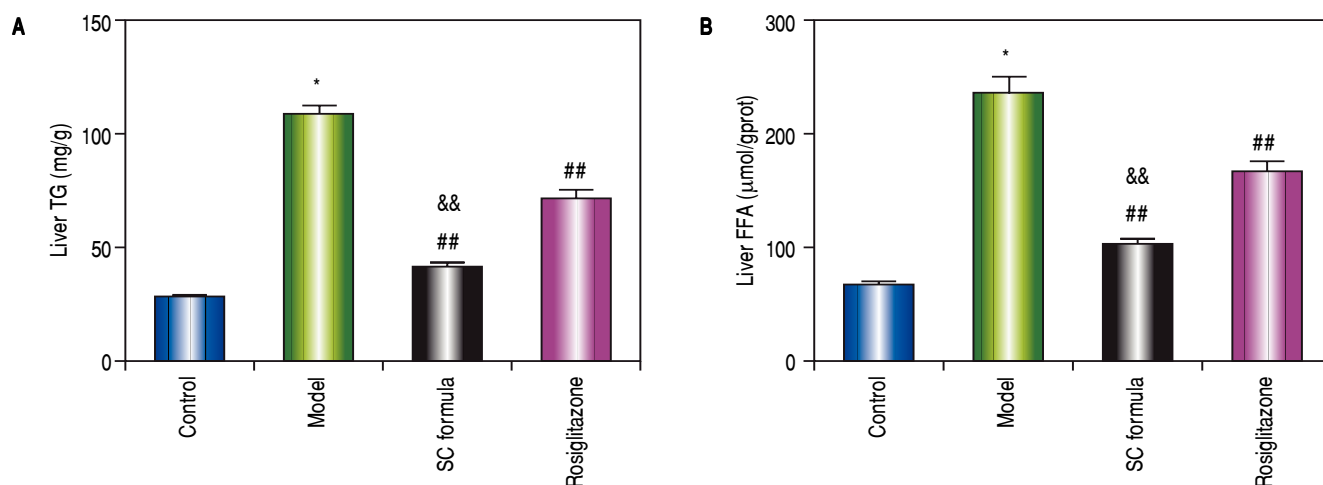 A
Liver TG (mg/g)
150
100
50
0
*
&&
##
##
Control
Model
SC formula
Rosiglitazone
B
Liver FFA (μmol/gprot)
300
200
100
0
*
&&
##
##
Control
Model
SC formula
Rosiglitazone